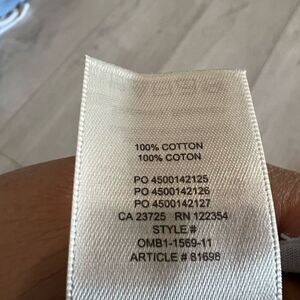 100% COTTON
100% COTON
PO 4500142125
PO 4500142126
PO 4500142127
CA 23725 RN 122354
STYLE #
OMB1-1569-11
ARTICLE # 81698